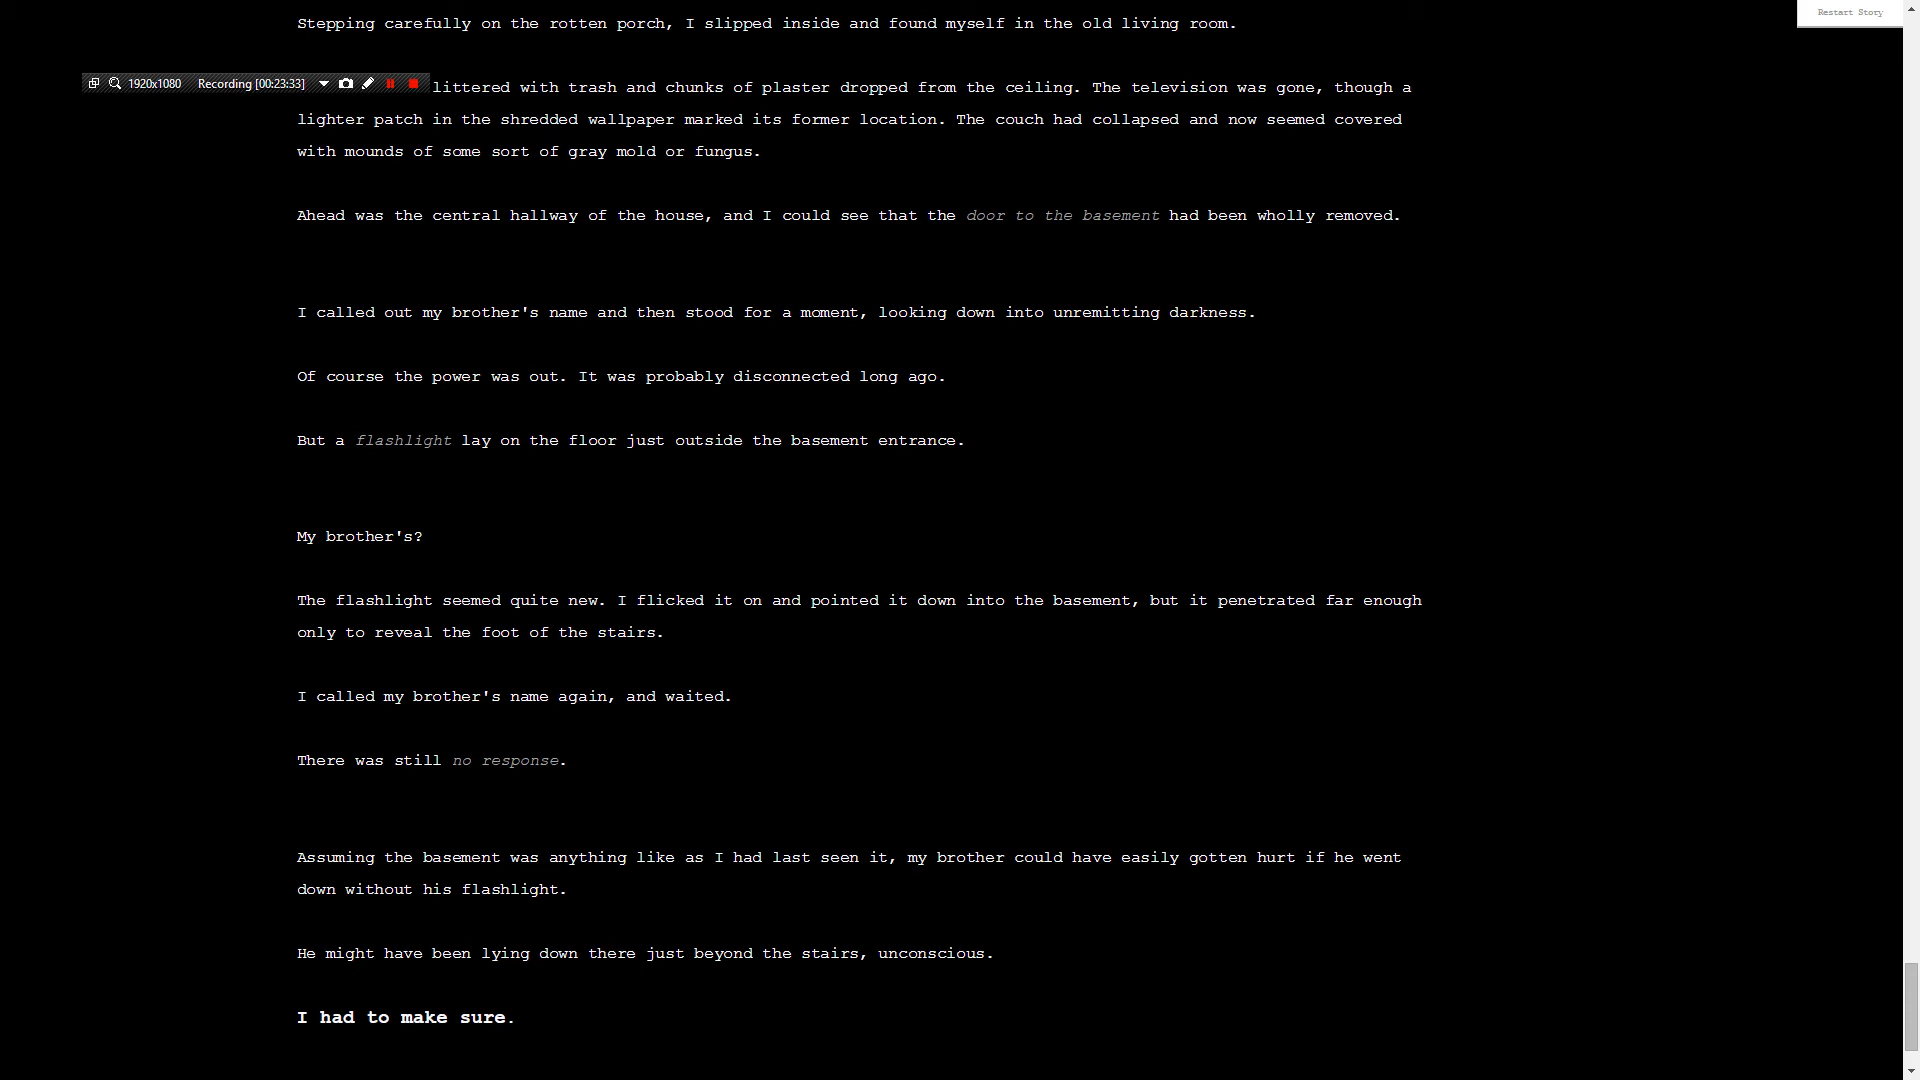 Stepping carefully on the rotten porch, I slipped inside and found myself in the old living room.
Restart Story
1920x1080 Recording [00:23:33]
littered with trash and chunks of plaster dropped from the ceiling. The television was gone, though a
lighter patch in the shredded wallpaper marked its former location. The couch had collapsed and now seemed covered
with mounds of some sort of gray mold or fungus.
Ahead was the central hallway of the house, and I could see that the door to the basement had been wholly removed.
I called out my brother's name and then stood for a moment, looking down into unremitting darkness.
Of course the power was out. It was probably disconnected long ago.
But a flashlight lay on the floor just outside the basement entrance.
My brother's?
The flashlight seemed quite new. I flicked it on and pointed it down into the basement, but it penetrated far enough
only to reveal the foot of the stairs.
I called my brother's name again, and waited.
There was still no response.
Assuming the basement was anything like as I had last seen it, my brother could have easily gotten hurt if he went
down without his flashlight.
He might have been lying down there just beyond the stairs, unconscious.
I had to make sure.